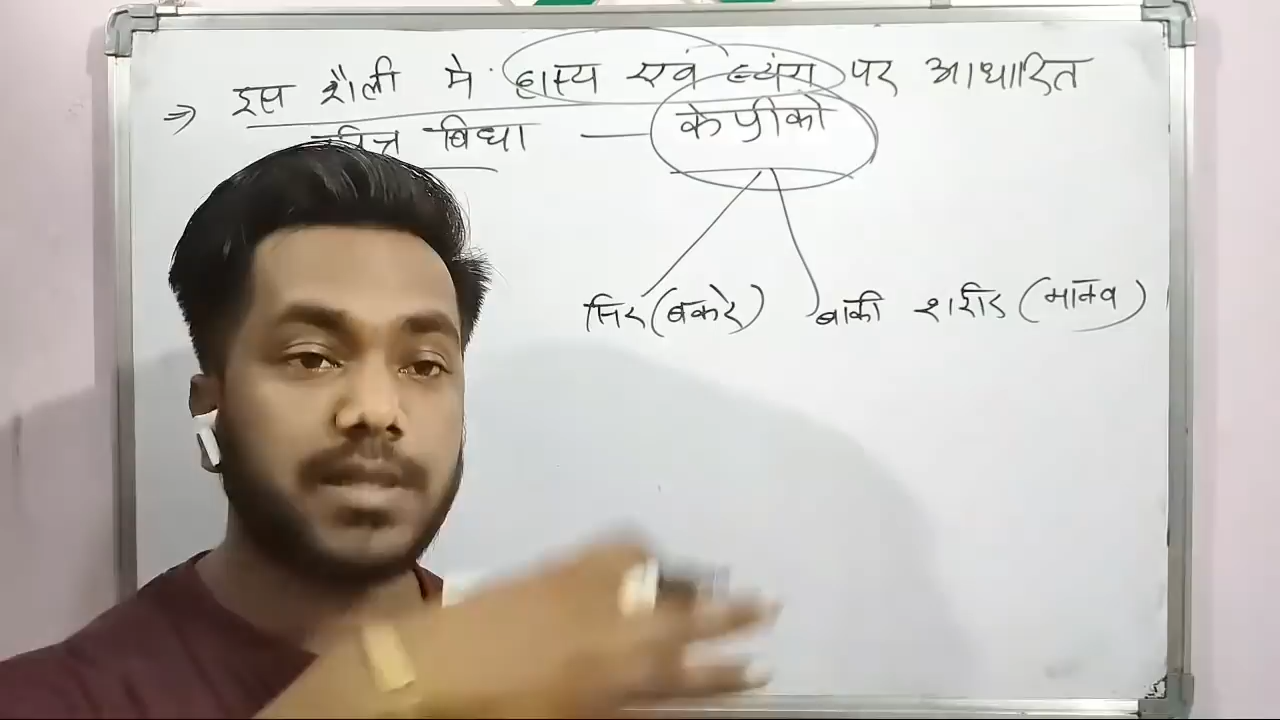 ⇒ इस शैली मे हास्य एवं व्यंग पर आधारित
चित्र बिधा — केप्रीको
सिर (बकरे) बाकी शरीर (मानव)